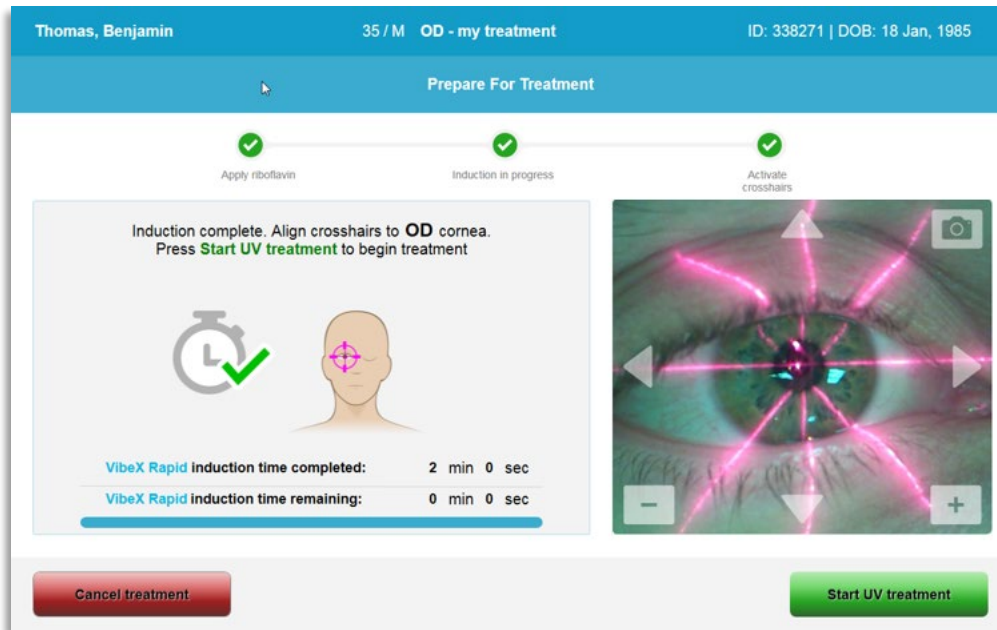 Thomas, Benjamin 35 / M OD - my treatment ID: 338271 | DOB: 18 Jan, 1985
Prepare For Treatment
Apply riboflavin
Induction in progress
Activate
crosshairs
Induction complete. Align crosshairs to OD cornea.
Press Start UV treatment to begin treatment
VibeX Rapid induction time completed: 2 min 0 sec
VibeX Rapid induction time remaining: 0 min 0 sec
Cancel treatment
Start UV treatment